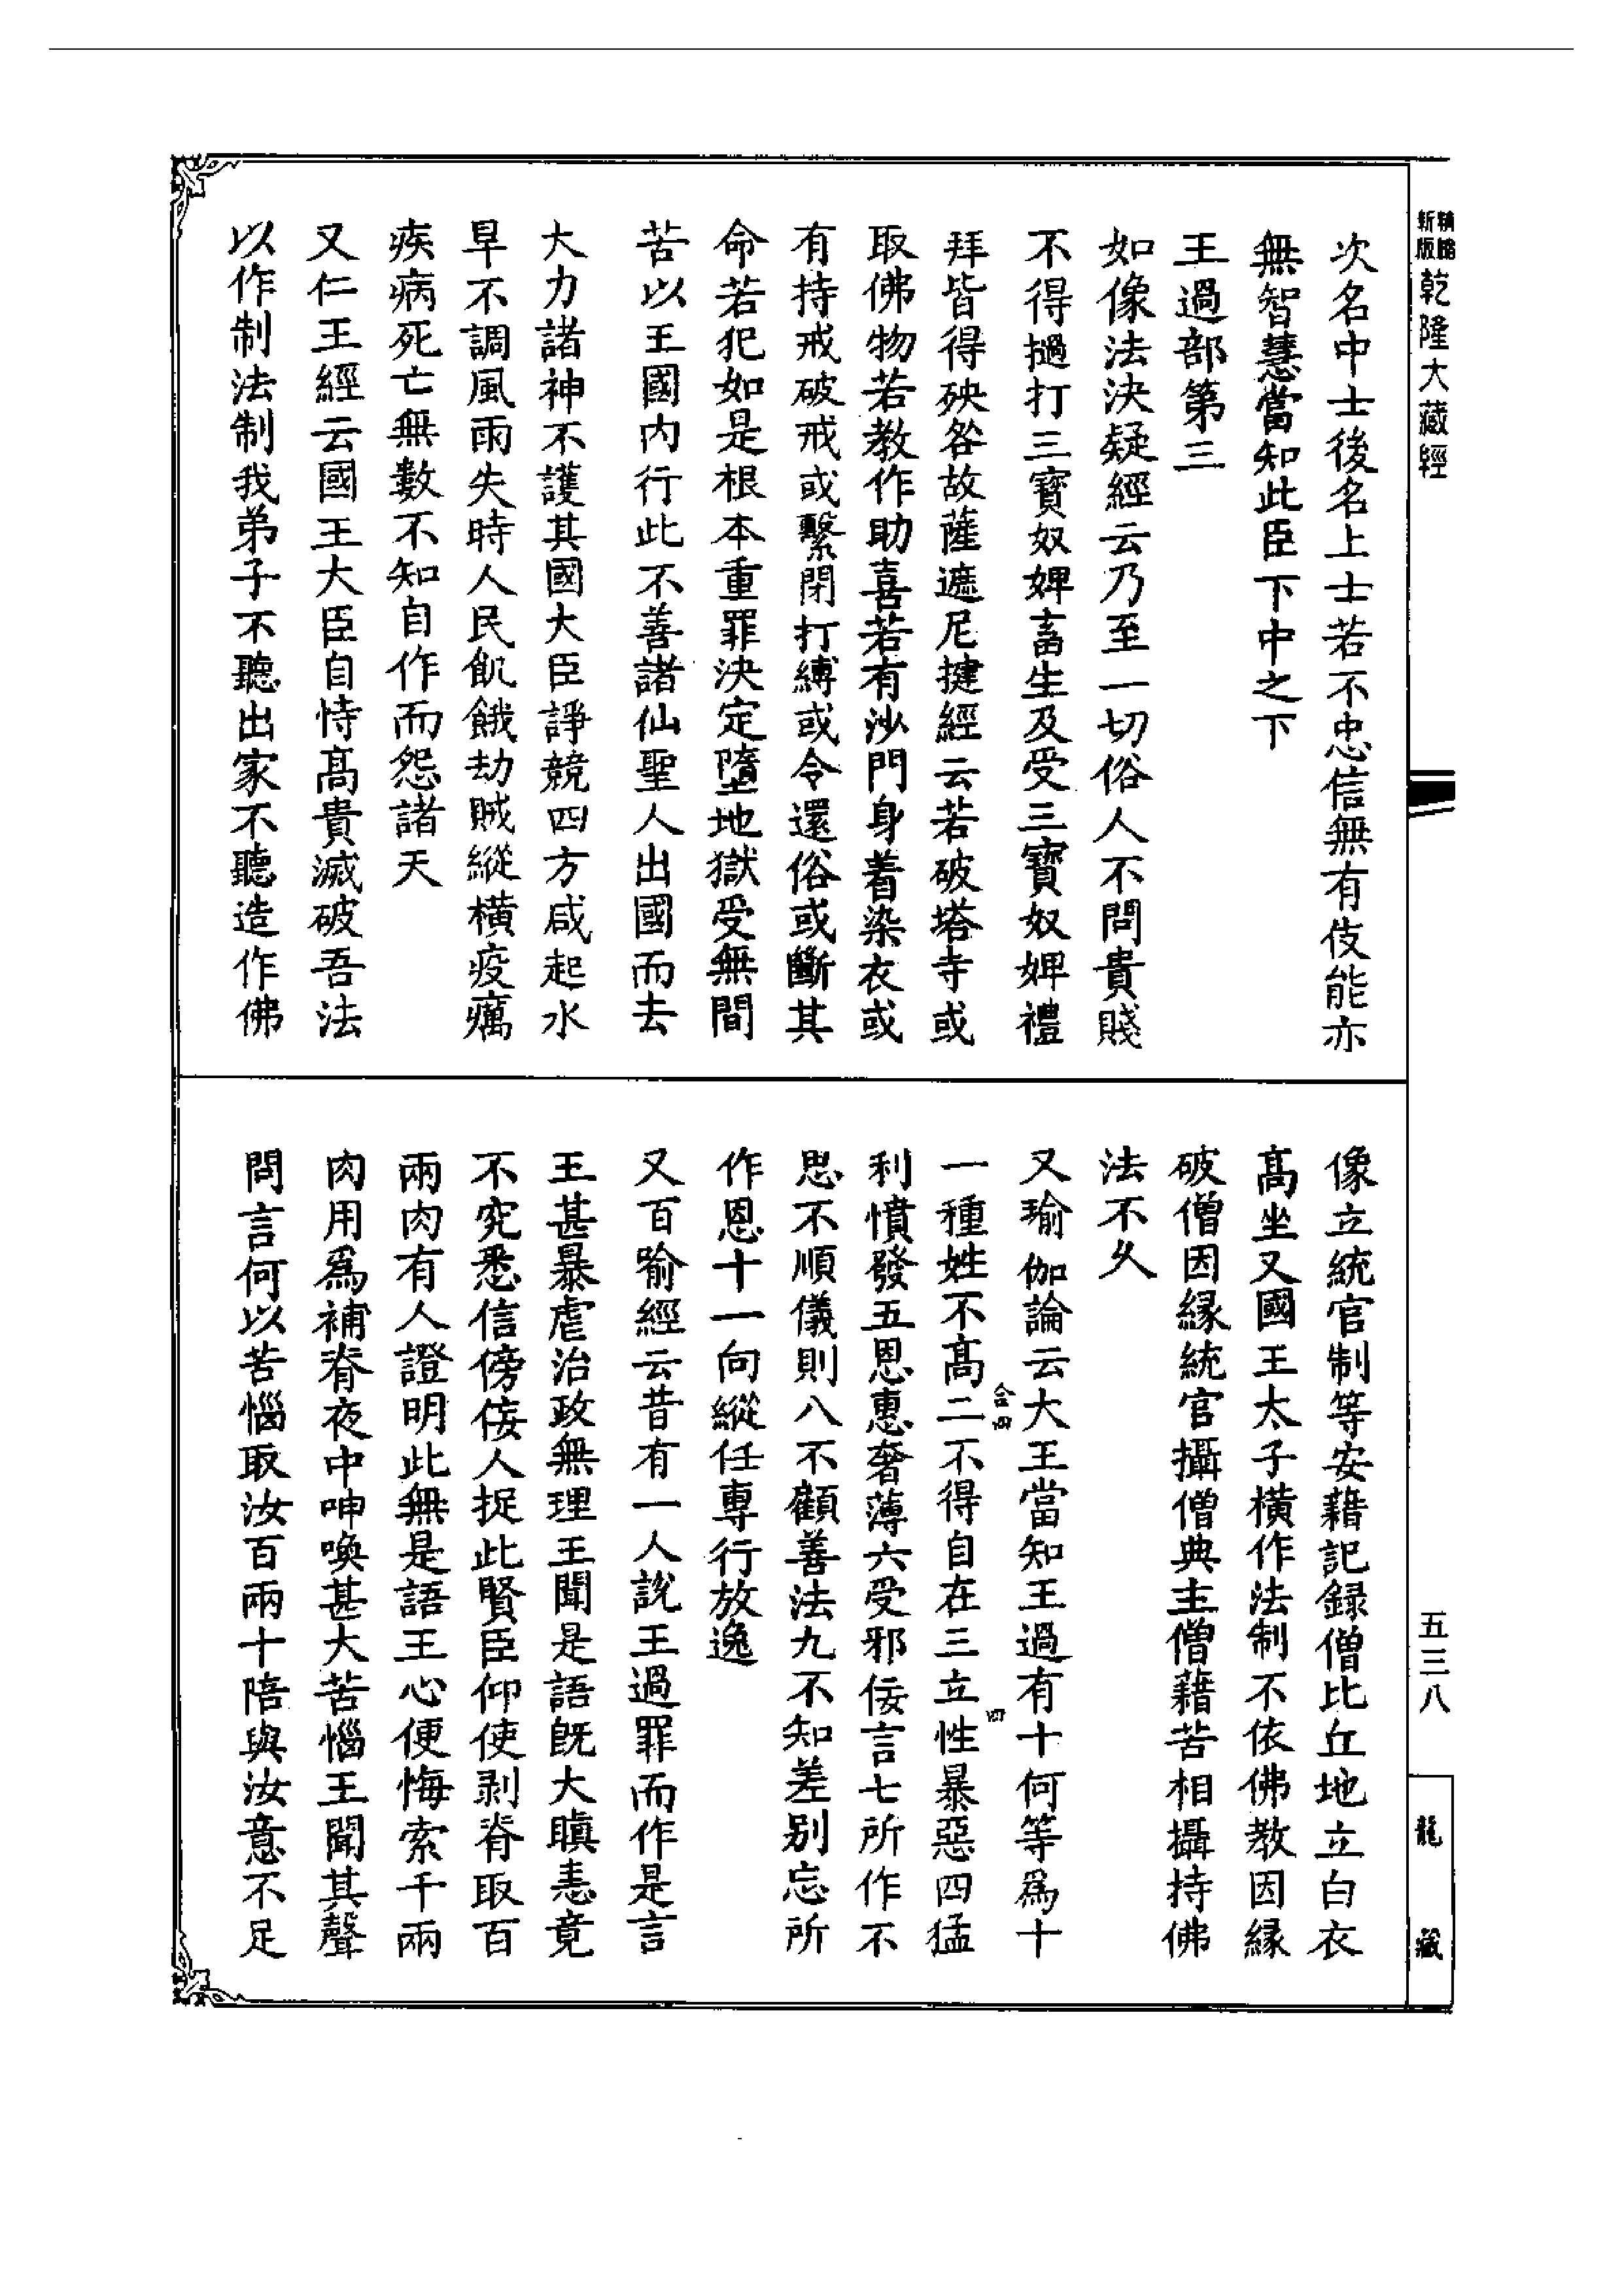 新版精縮乾隆大藏經
次名中士後名上士若不忠信無有伎能亦
無智慧當知此臣下中之下
王過部第三
如像法決疑經云乃至一切俗人不問貴賤
不得撾打三寶奴婢畜生及受三寶奴婢禮
拜皆得殃咎故薩遮尼揵經云若破塔寺或
取佛物若教作助喜若有沙門身着染衣或
有持戒破戒或繫閉打縛或令還俗或斷其
命若犯如是根本重罪決定墮地獄受無間
苦以王國内行此不善諸仙聖人出國而去
大力諸神不護其國大臣諍競四方咸起水
旱不調風雨失時人民飢餓劫賊縱橫疫癘
疾病死亡無數不知自作而怨諸天
又仁王經云國王大臣自恃髙貴滅破吾法
以作制法制我弟子不聽出家不聽造作佛
像立統官制等安藉記録僧比丘地立白衣
髙坐又國王太子橫作法制不依佛教因縁
破僧因縁統官攝僧典主僧藉苦相攝持佛
法不久
又瑜伽論云大王當知王過有十何等爲十
一種姓不髙二不得自在三立性暴惡四猛
利憤發五恩惠奢薄六受邪佞言七所作不
思不順儀則八不顧善法九不知差別忘所
作恩十一向縱任專行放逸
又百喻經云昔有一人説王過罪而作是言
王甚暴虐治政無理王聞是語旣大瞋恚竟
不究悉信傍佞人捉此賢臣仰使剥脊取百
兩肉有人證明此無是語王心便悔索千兩
肉用爲補脊夜中呻喚甚大苦惱王聞其聲
問言何以苦惱取汝百兩十陪與汝意不足
五三八
龍藏